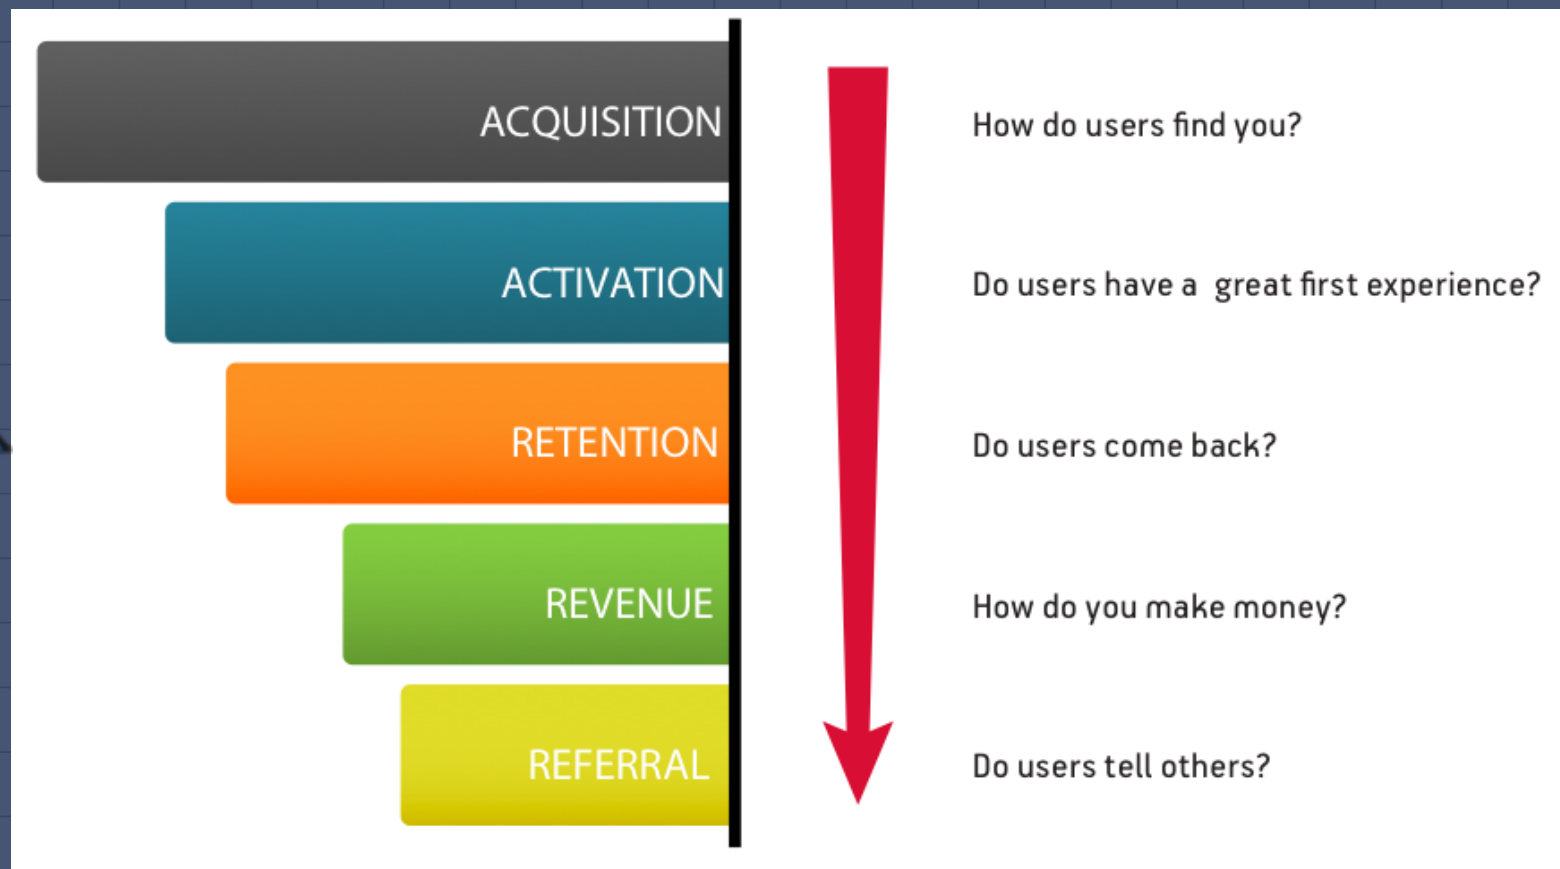 ACQUISITION
How do users find you?
ACTIVATION
Do users have a great first experience?
RETENTION
Do users come back?
REVENUE
How do you make money?
REFERRAL
Do users tell others?